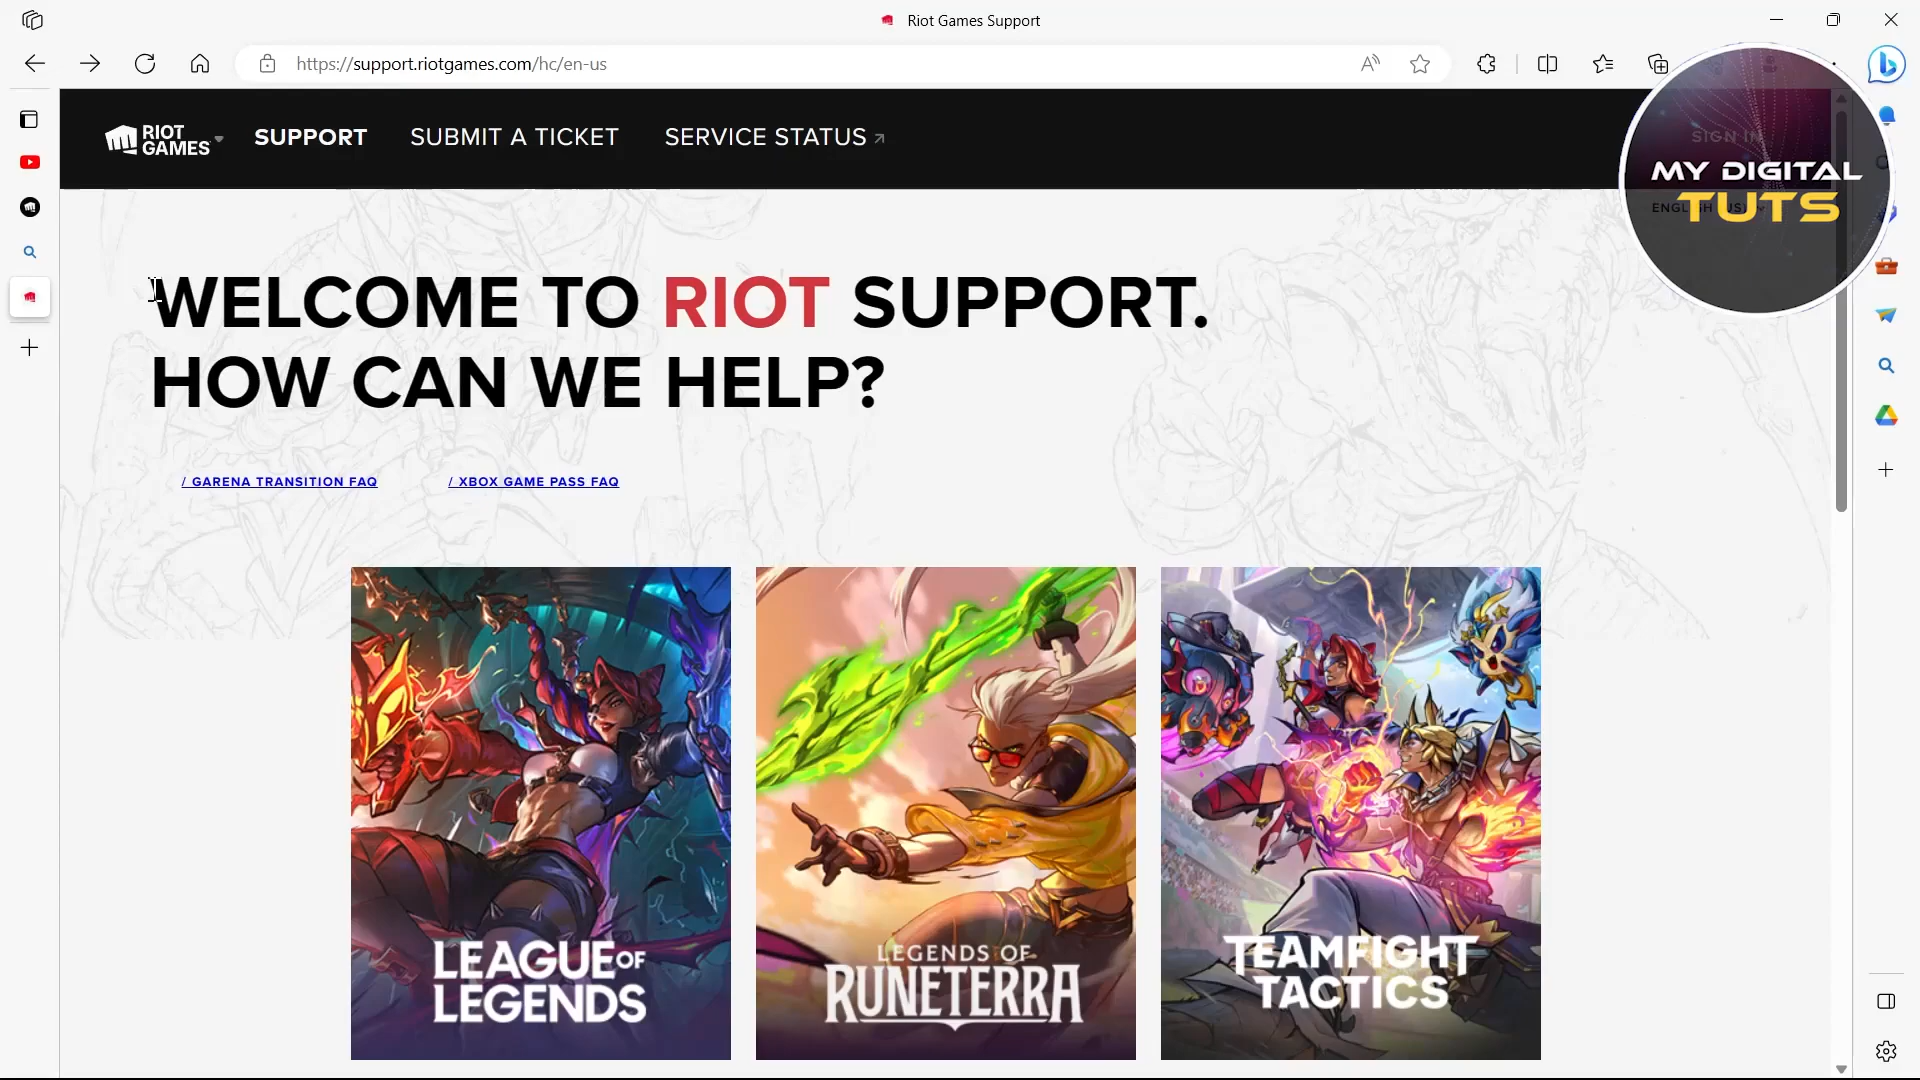 Riot Games Support
https://support.riotgames.com/hc/en-us
RIOT
GAMES
SUPPORT
SUBMIT A TICKET
SERVICE STATUS
SIGN IN
MY DIGITAL
TUTS
WELCOME TO RIOT SUPPORT.
HOW CAN WE HELP?
/ GARENA TRANSITION FAQ
/ XBOX GAME PASS FAQ
LEAGUE OF
LEGENDS
LEGENDS OF
RUNETERRA
TEAMFIGHT
TACTICS